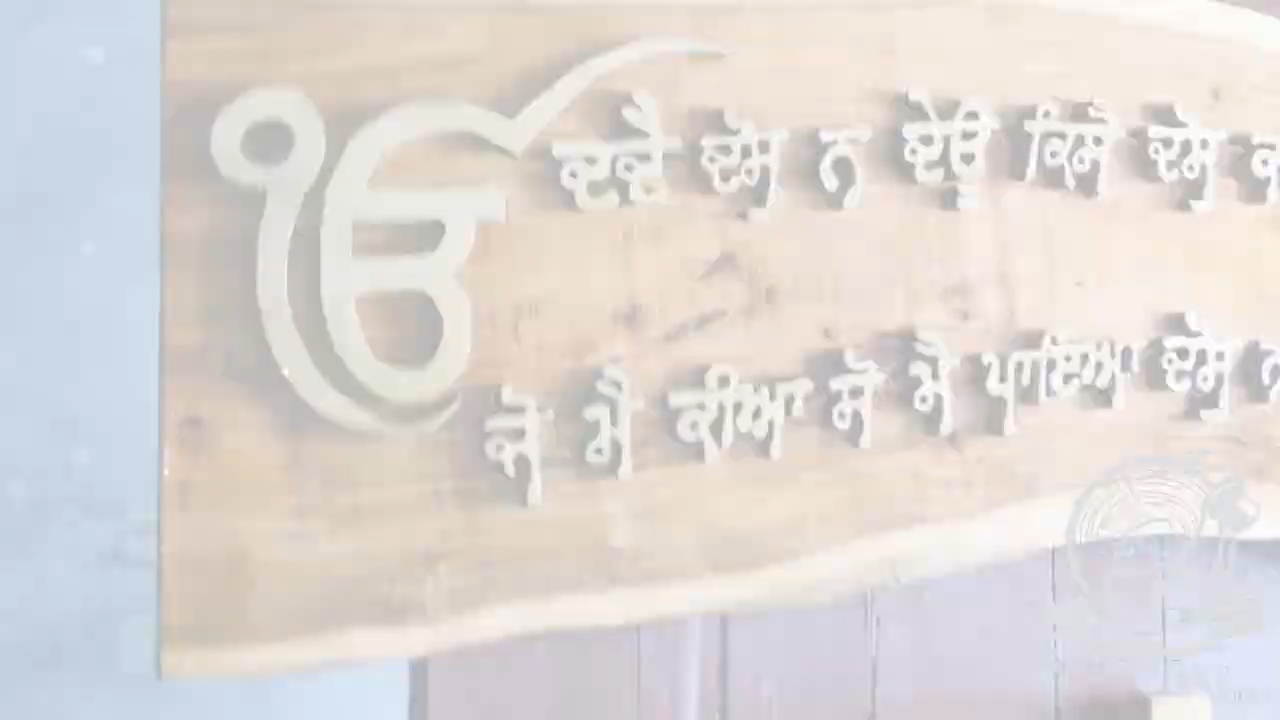 ੴ ਦਦੈ ਦੋਸੁ ਨ ਦੇਊ ਕਿਸੈ ਦੋਸੁ
ਜੋ ਮੈ ਕੀਆ ਸੋ ਮੈ ਪਾਇਆ ਦੋਸੁ